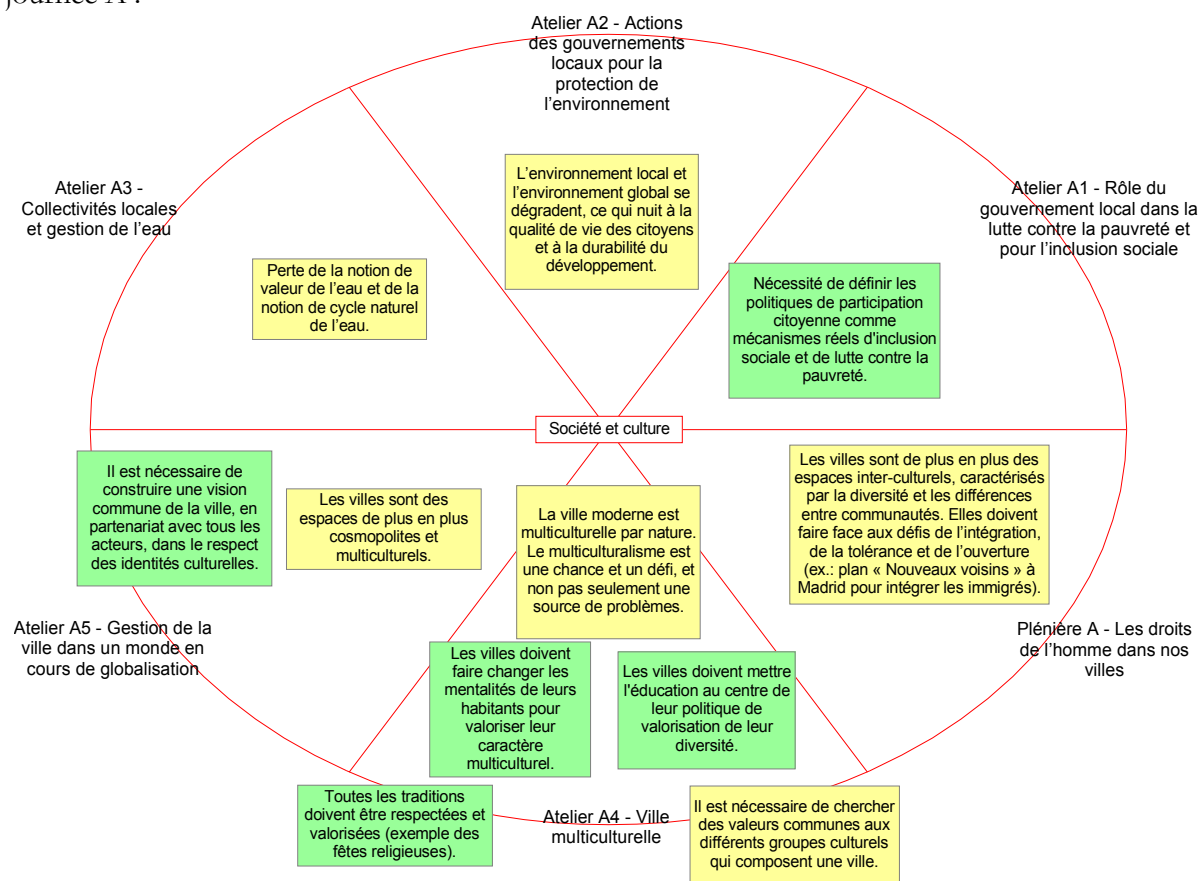 journée A :
Atelier A2 - Actions
des gouvernements
locaux pour la
protection de
l’environnement
Atelier A3 -
Collectivités locales
et gestion de l’eau
L’environnement local et
l’environnement global se
dégradent, ce qui nuit à la
qualité de vie des citoyens
et à la durabilité du
développement.
Atelier A1 - Rôle du
gouvernement local dans la
lutte contre la pauvreté et
pour l’inclusion sociale
Perte de la notion de
valeur de l’eau et de la
notion de cycle naturel
de l’eau.
Nécessité de définir les
politiques de participation
citoyenne comme
mécanismes réels d'inclusion
sociale et de lutte contre la
pauvreté.
Société et culture
Il est nécessaire de
construire une vision
commune de la ville, en
partenariat avec tous les
acteurs, dans le respect
des identités culturelles.
Les villes sont des
espaces de plus en plus
cosmopolites et
multiculturels.
La ville moderne est
multiculturelle par nature.
Le multiculturalisme est
une chance et un défi, et
non pas seulement une
source de problèmes.
Les villes sont de plus en plus des
espaces inter-culturels, caractérisés
par la diversité et les différences
entre communautés. Elles doivent
faire face aux défis de l’intégration,
de la tolérance et de l’ouverture
(ex.: plan « Nouveaux voisins » à
Madrid pour intégrer les immigrés).
Atelier A5 - Gestion de la
ville dans un monde en
cours de globalisation
Les villes doivent
faire changer les
mentalités de leurs
habitants pour
valoriser leur
caractère
multiculturel.
Les villes doivent mettre
l'éducation au centre de
leur politique de
valorisation de leur
diversité.
Plénière A - Les droits
de l’homme dans nos
villes
Toutes les traditions
doivent être respectées et
valorisées (exemple des
fêtes religieuses).
Atelier A4 - Ville
multiculturelle
Il est nécessaire de chercher
des valeurs communes aux
différents groupes culturels
qui composent une ville.